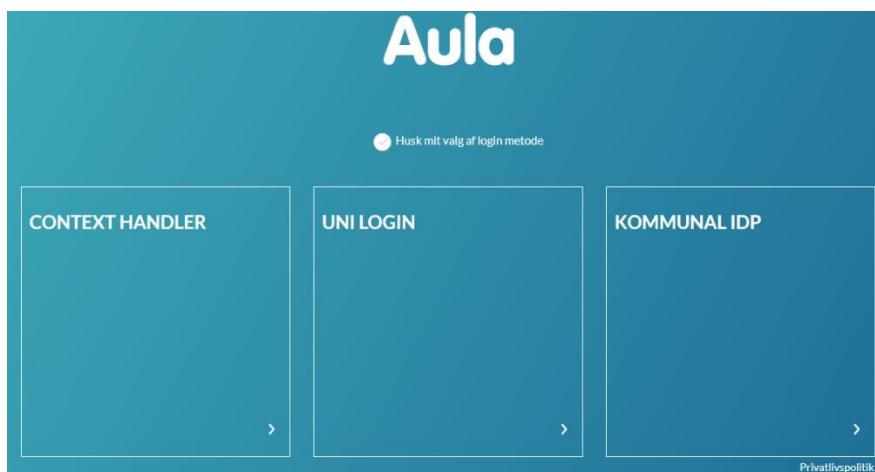 Aula
Husk mit valg af login metode
CONTEXT HANDLER
UNI LOGIN
KOMMUNAL IDP
Privatlivspolitik